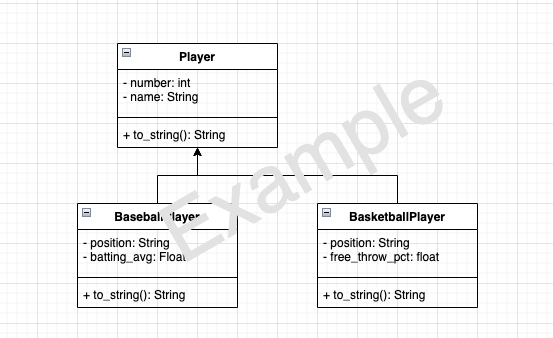 Player
- number: int
- name: String
+ to_string(): String
BaseballPlayer
- position: String
- batting_avg: Float
+ to_string(): String
BasketballPlayer
- position: String
- free_throw_pct: float
+ to_string(): String
Example